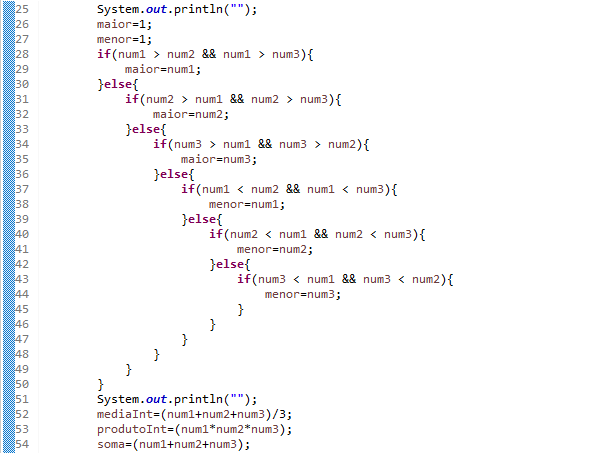 25 System.out.println("");
26 maior=1;
27 menor=1;
28 if(num1 > num2 && num1 > num3){
29 maior=num1;
30 }else{
31 if(num2 > num1 && num2 > num3){
32 maior=num2;
33 }else{
34 if(num3 > num1 && num3 > num2){
35 maior=num3;
36 }else{
37 if(num1 < num2 && num1 < num3){
38 menor=num1;
39 }else{
40 if(num2 < num1 && num2 < num3){
41 menor=num2;
42 }else{
43 if(num3 < num1 && num3 < num2){
44 menor=num3;
45 }
46 }
47 }
48 }
49 }
50 }
51 System.out.println("");
52 mediaInt=(num1+num2+num3)/3;
53 produtoInt=(num1*num2*num3);
54 soma=(num1+num2+num3);